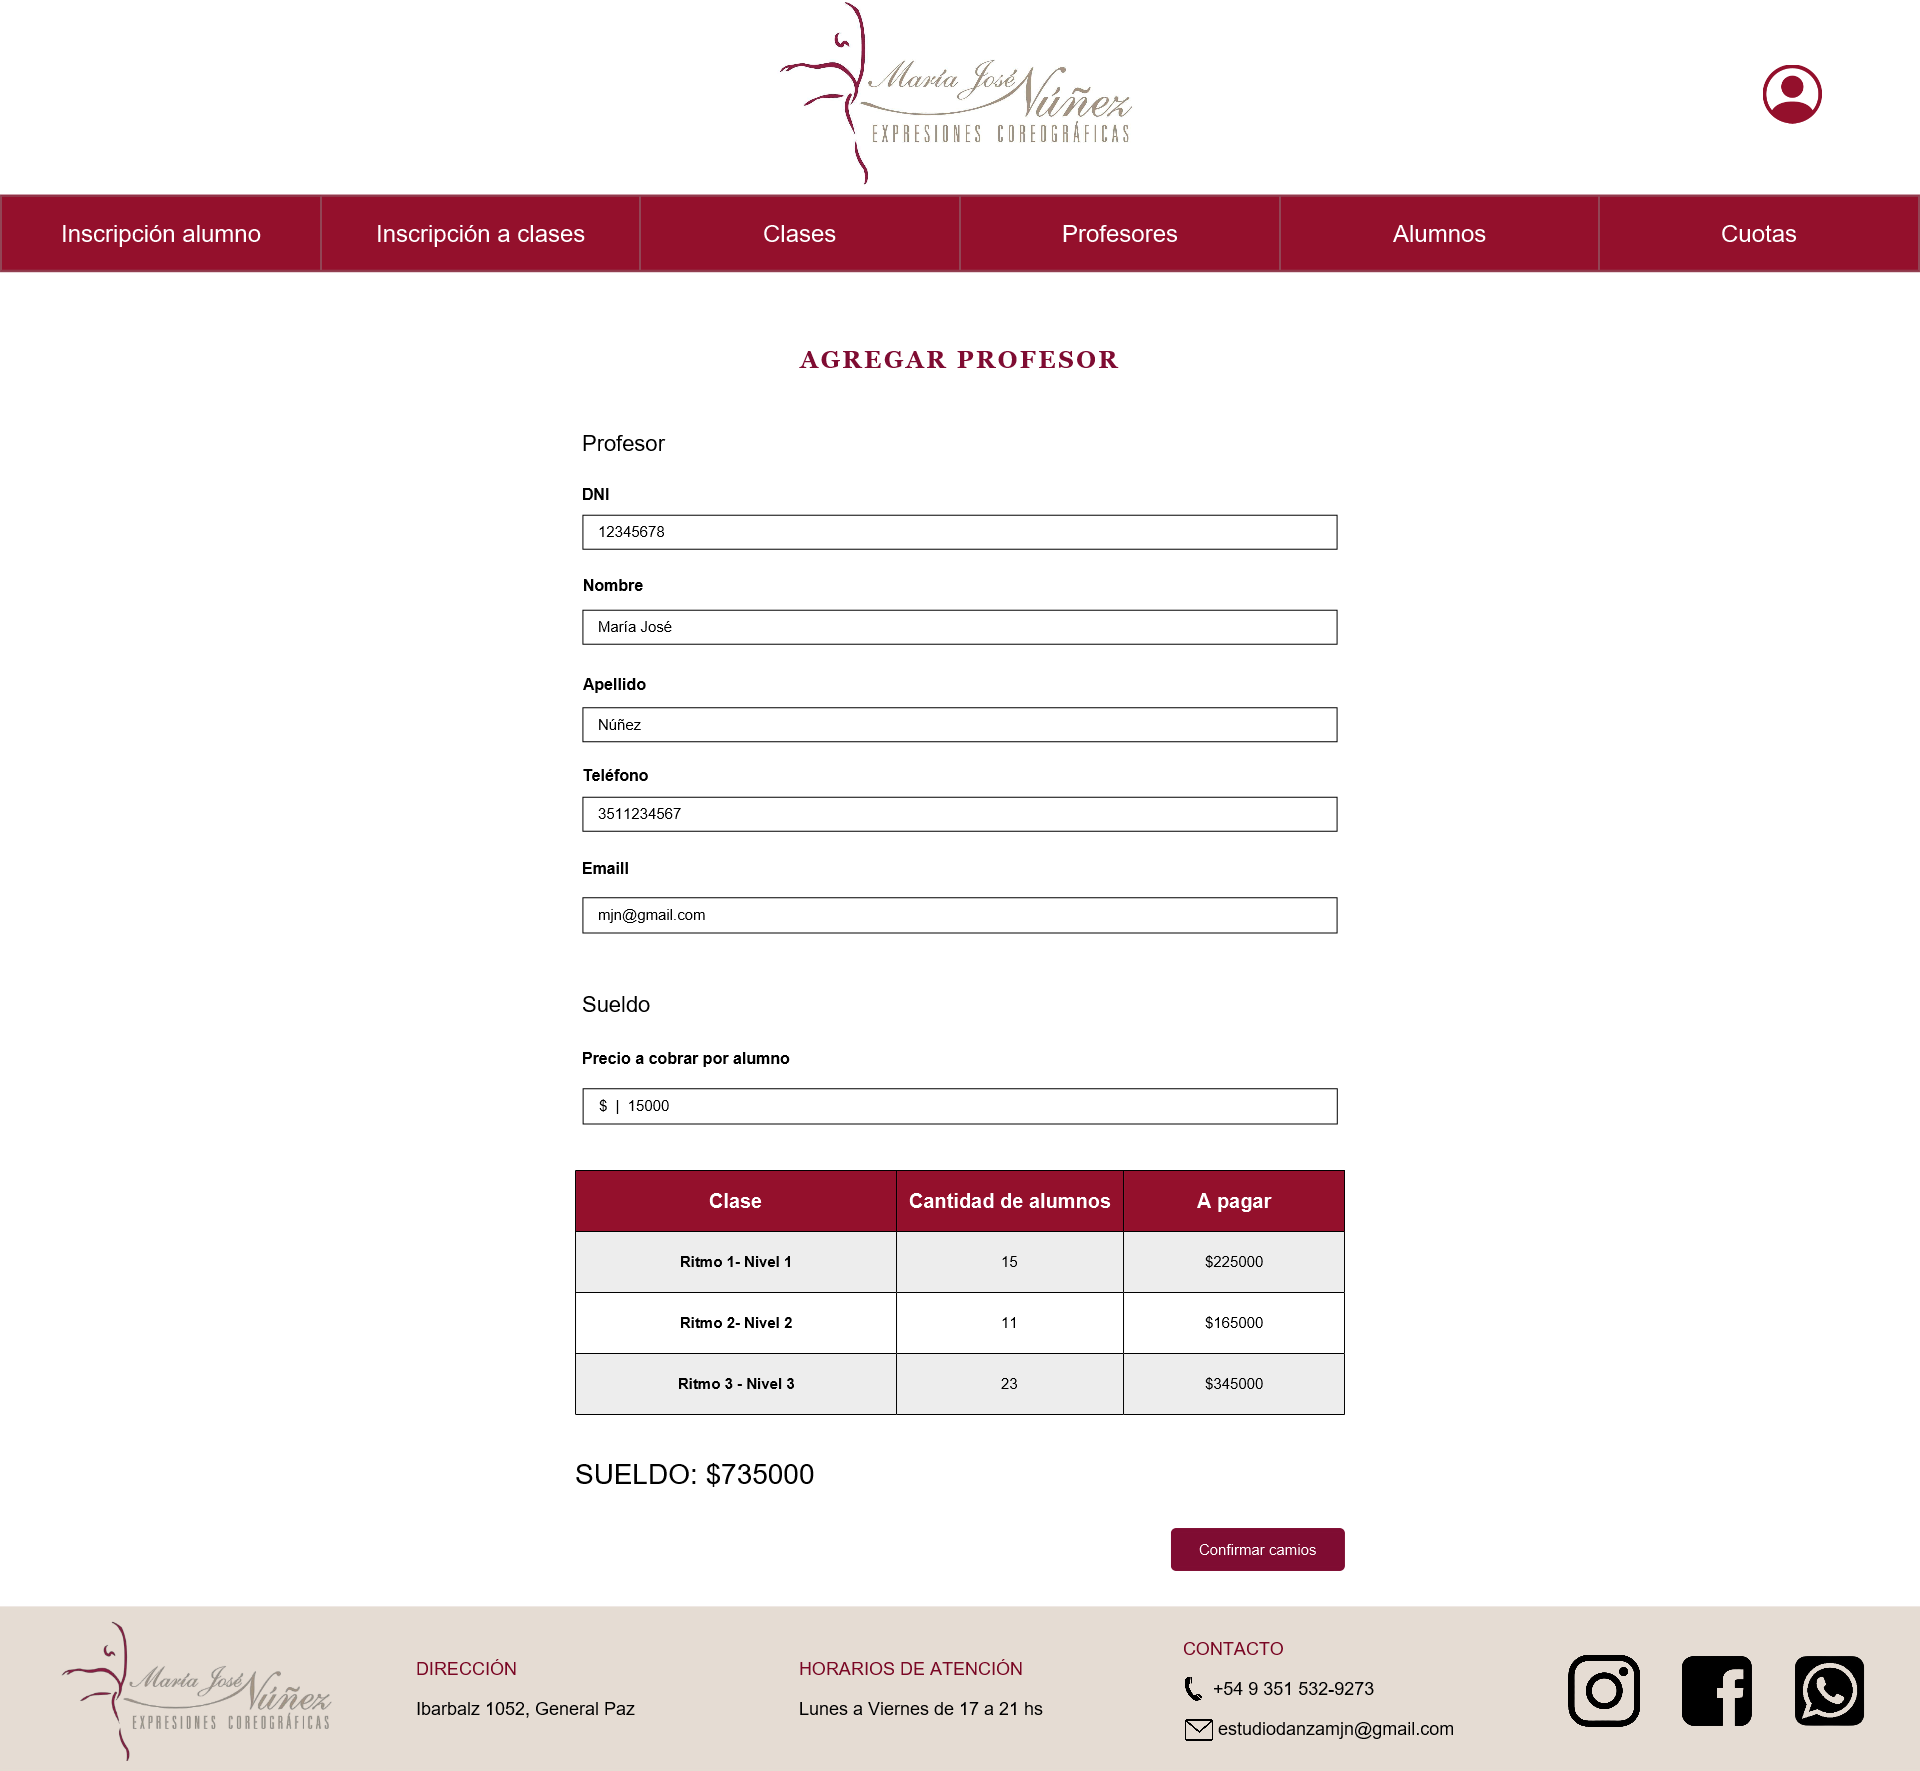 María José Núñez
EXPRESIONES COREOGRÁFICAS
Inscripción alumno Inscripción a clases Clases Profesores Alumnos Cuotas
AGREGAR PROFESOR
Profesor
DNI
12345678
Nombre
María José
Apellido
Núñez
Teléfono
3511234567
Emaill
mjn@gmail.com
Sueldo
Precio a cobrar por alumno
$ | 15000
Clase Cantidad de alumnos A pagar
Ritmo 1- Nivel 1 15 $225000
Ritmo 2- Nivel 2 11 $165000
Ritmo 3 - Nivel 3 23 $345000
SUELDO: $735000
Confirmar camios
María José Núñez
EXPRESIONES COREOGRÁFICAS
DIRECCIÓN
Ibarbalz 1052, General Paz
HORARIOS DE ATENCIÓN
Lunes a Viernes de 17 a 21 hs
CONTACTO
+54 9 351 532-9273
estudiodanzamjn@gmail.com